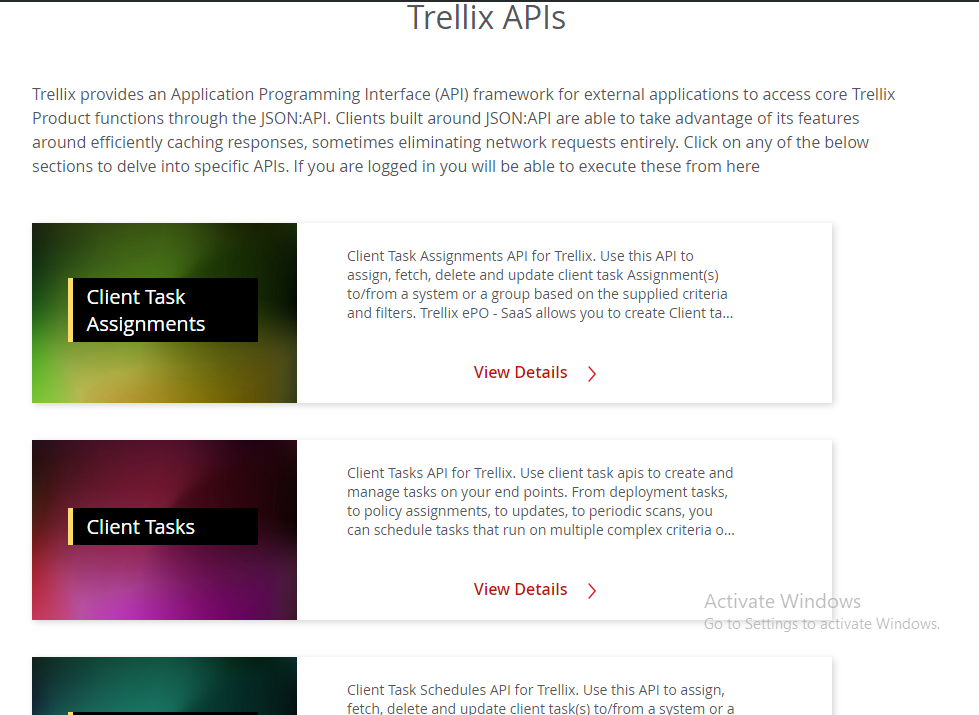 Trellix APIs
Trellix provides an Application Programming Interface (API) framework for external applications to access core Trellix
Product functions through the JSON:API. Clients built around JSON:API are able to take advantage of its features
around efficiently caching responses, sometimes eliminating network requests entirely. Click on any of the below
sections to delve into specific APIs. If you are logged in you will be able to execute these from here
Client Task
Assignments
Client Task Assignments API for Trellix. Use this API to
assign, fetch, delete and update client task Assignment(s)
to/from a system or a group based on the supplied criteria
and filters. Trellix ePO - SaaS allows you to create Client ta...
View Details
Client Tasks
Client Tasks API for Trellix. Use client task apis to create and
manage tasks on your end points. From deployment tasks,
to policy assignments, to updates, to periodic scans, you
can schedule tasks that run on multiple complex criteria o...
View Details
Activate Windows
Go to Settings to activate Windows.
Client Task Schedules API for Trellix. Use this API to assign,
fetch, delete and update client task(s) to/from a system or a